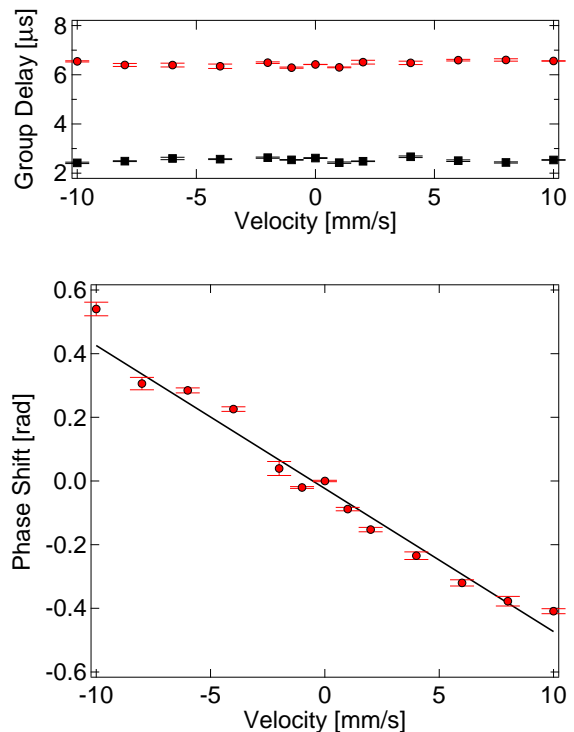 8
6
4
2
Group Delay [µs]
-10 -5 0 5 10
Velocity [mm/s]
0.6
0.4
0.2
0.0
-0.2
-0.4
-0.6
Phase Shift [rad]
-10 -5 0 5 10
Velocity [mm/s]